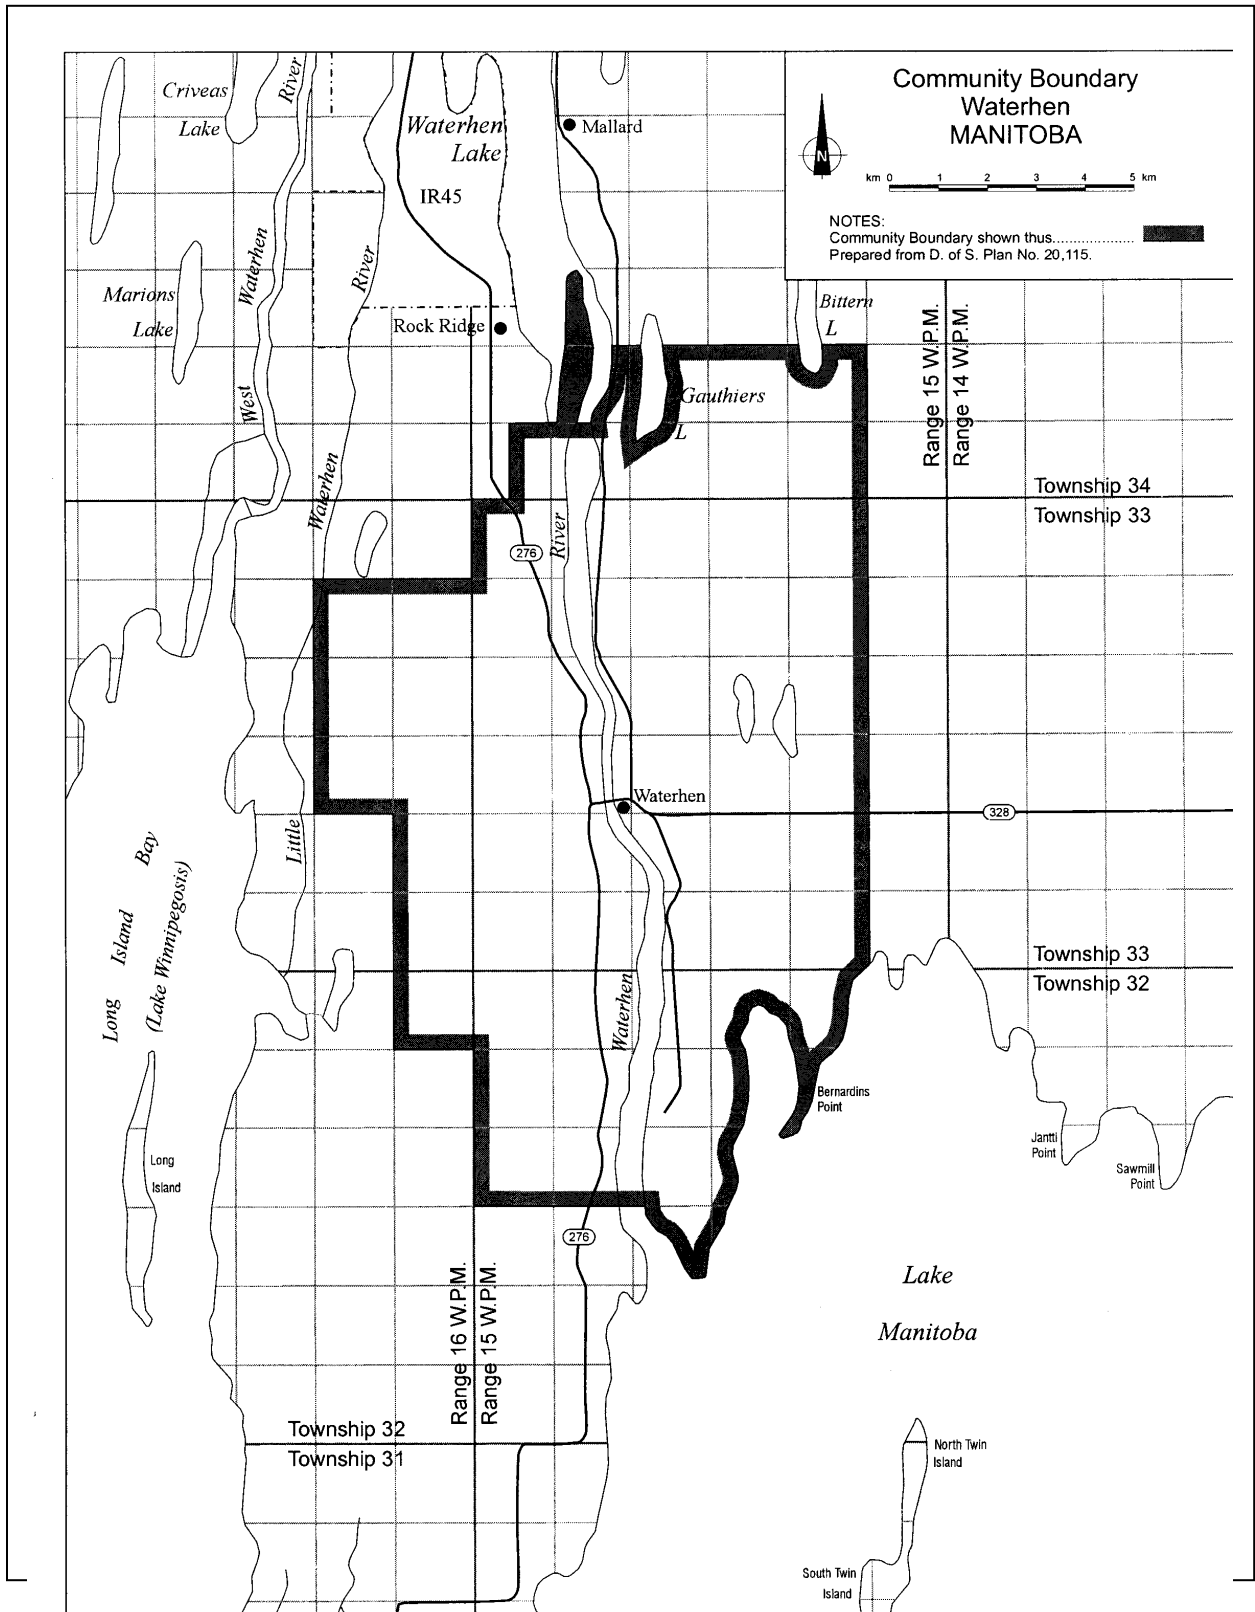 Community Boundary
Waterhen
MANITOBA
N
km 0 1 2 3 4 5 km
NOTES:
Community Boundary shown thus....................
Prepared from D. of S. Plan No. 20,115.
Criveas
Lake
River
Waterhen
Lake
Mallard
IR45
West Waterhen
River
Marions
Lake
Rock Ridge
Bittern
L
Range 15 W.P.M.
Range 14 W.P.M.
Gauthiers
L
Waterhen
Township 34
Township 33
River
276
Waterhen
328
Little
Long Island Bay
(Lake Winnipegosis)
Township 33
Township 32
Waterhen
Bernardins
Point
Jantti
Point
Sawmill
Point
Long
Island
276
Lake
Manitoba
Range 16 W.P.M.
Range 15 W.P.M.
Township 32
Township 31
North Twin
Island
South Twin
Island